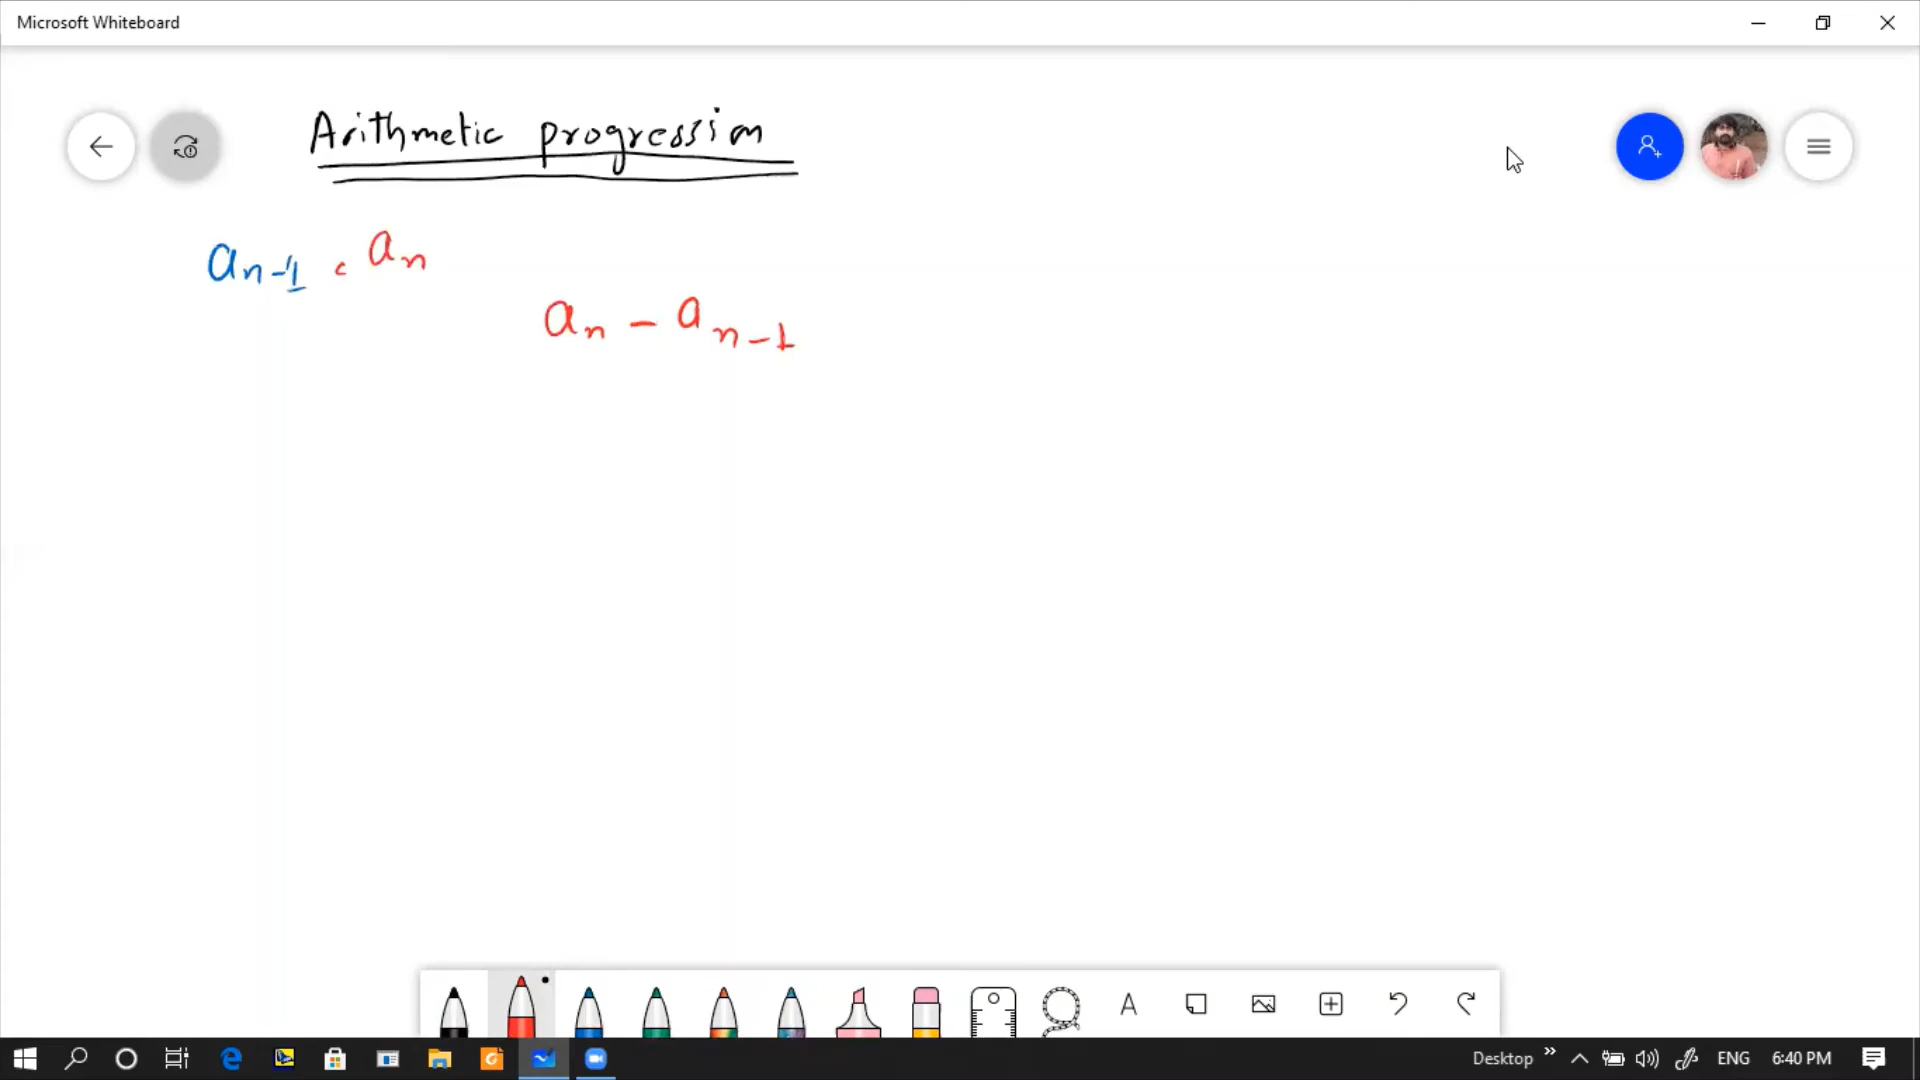 Microsoft Whiteboard
Arithmetic progression
aₙ₋₁ , aₙ
aₙ - aₙ₋₁
A
Desktop » ENG 6:40 PM